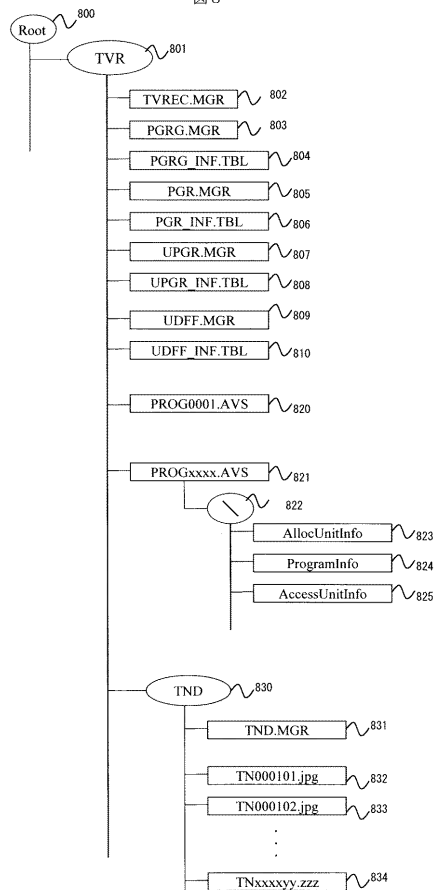 Root
800
TVR
801
TVREC.MGR
802
PGRG.MGR
803
PGRG_INF.TBL
804
PGR.MGR
805
PGR_INF.TBL
806
UPGR.MGR
807
UPGR_INF.TBL
808
UDFF.MGR
809
UDFF_INF.TBL
810
PROG0001.AVS
820
PROGxxxx.AVS
821
\
822
AllocUnitInfo
823
ProgramInfo
824
AccessUnitInfo
825
TND
830
TND.MGR
831
TN000101.jpg
832
TN000102.jpg
833
TNxxxxyy.zzz
834